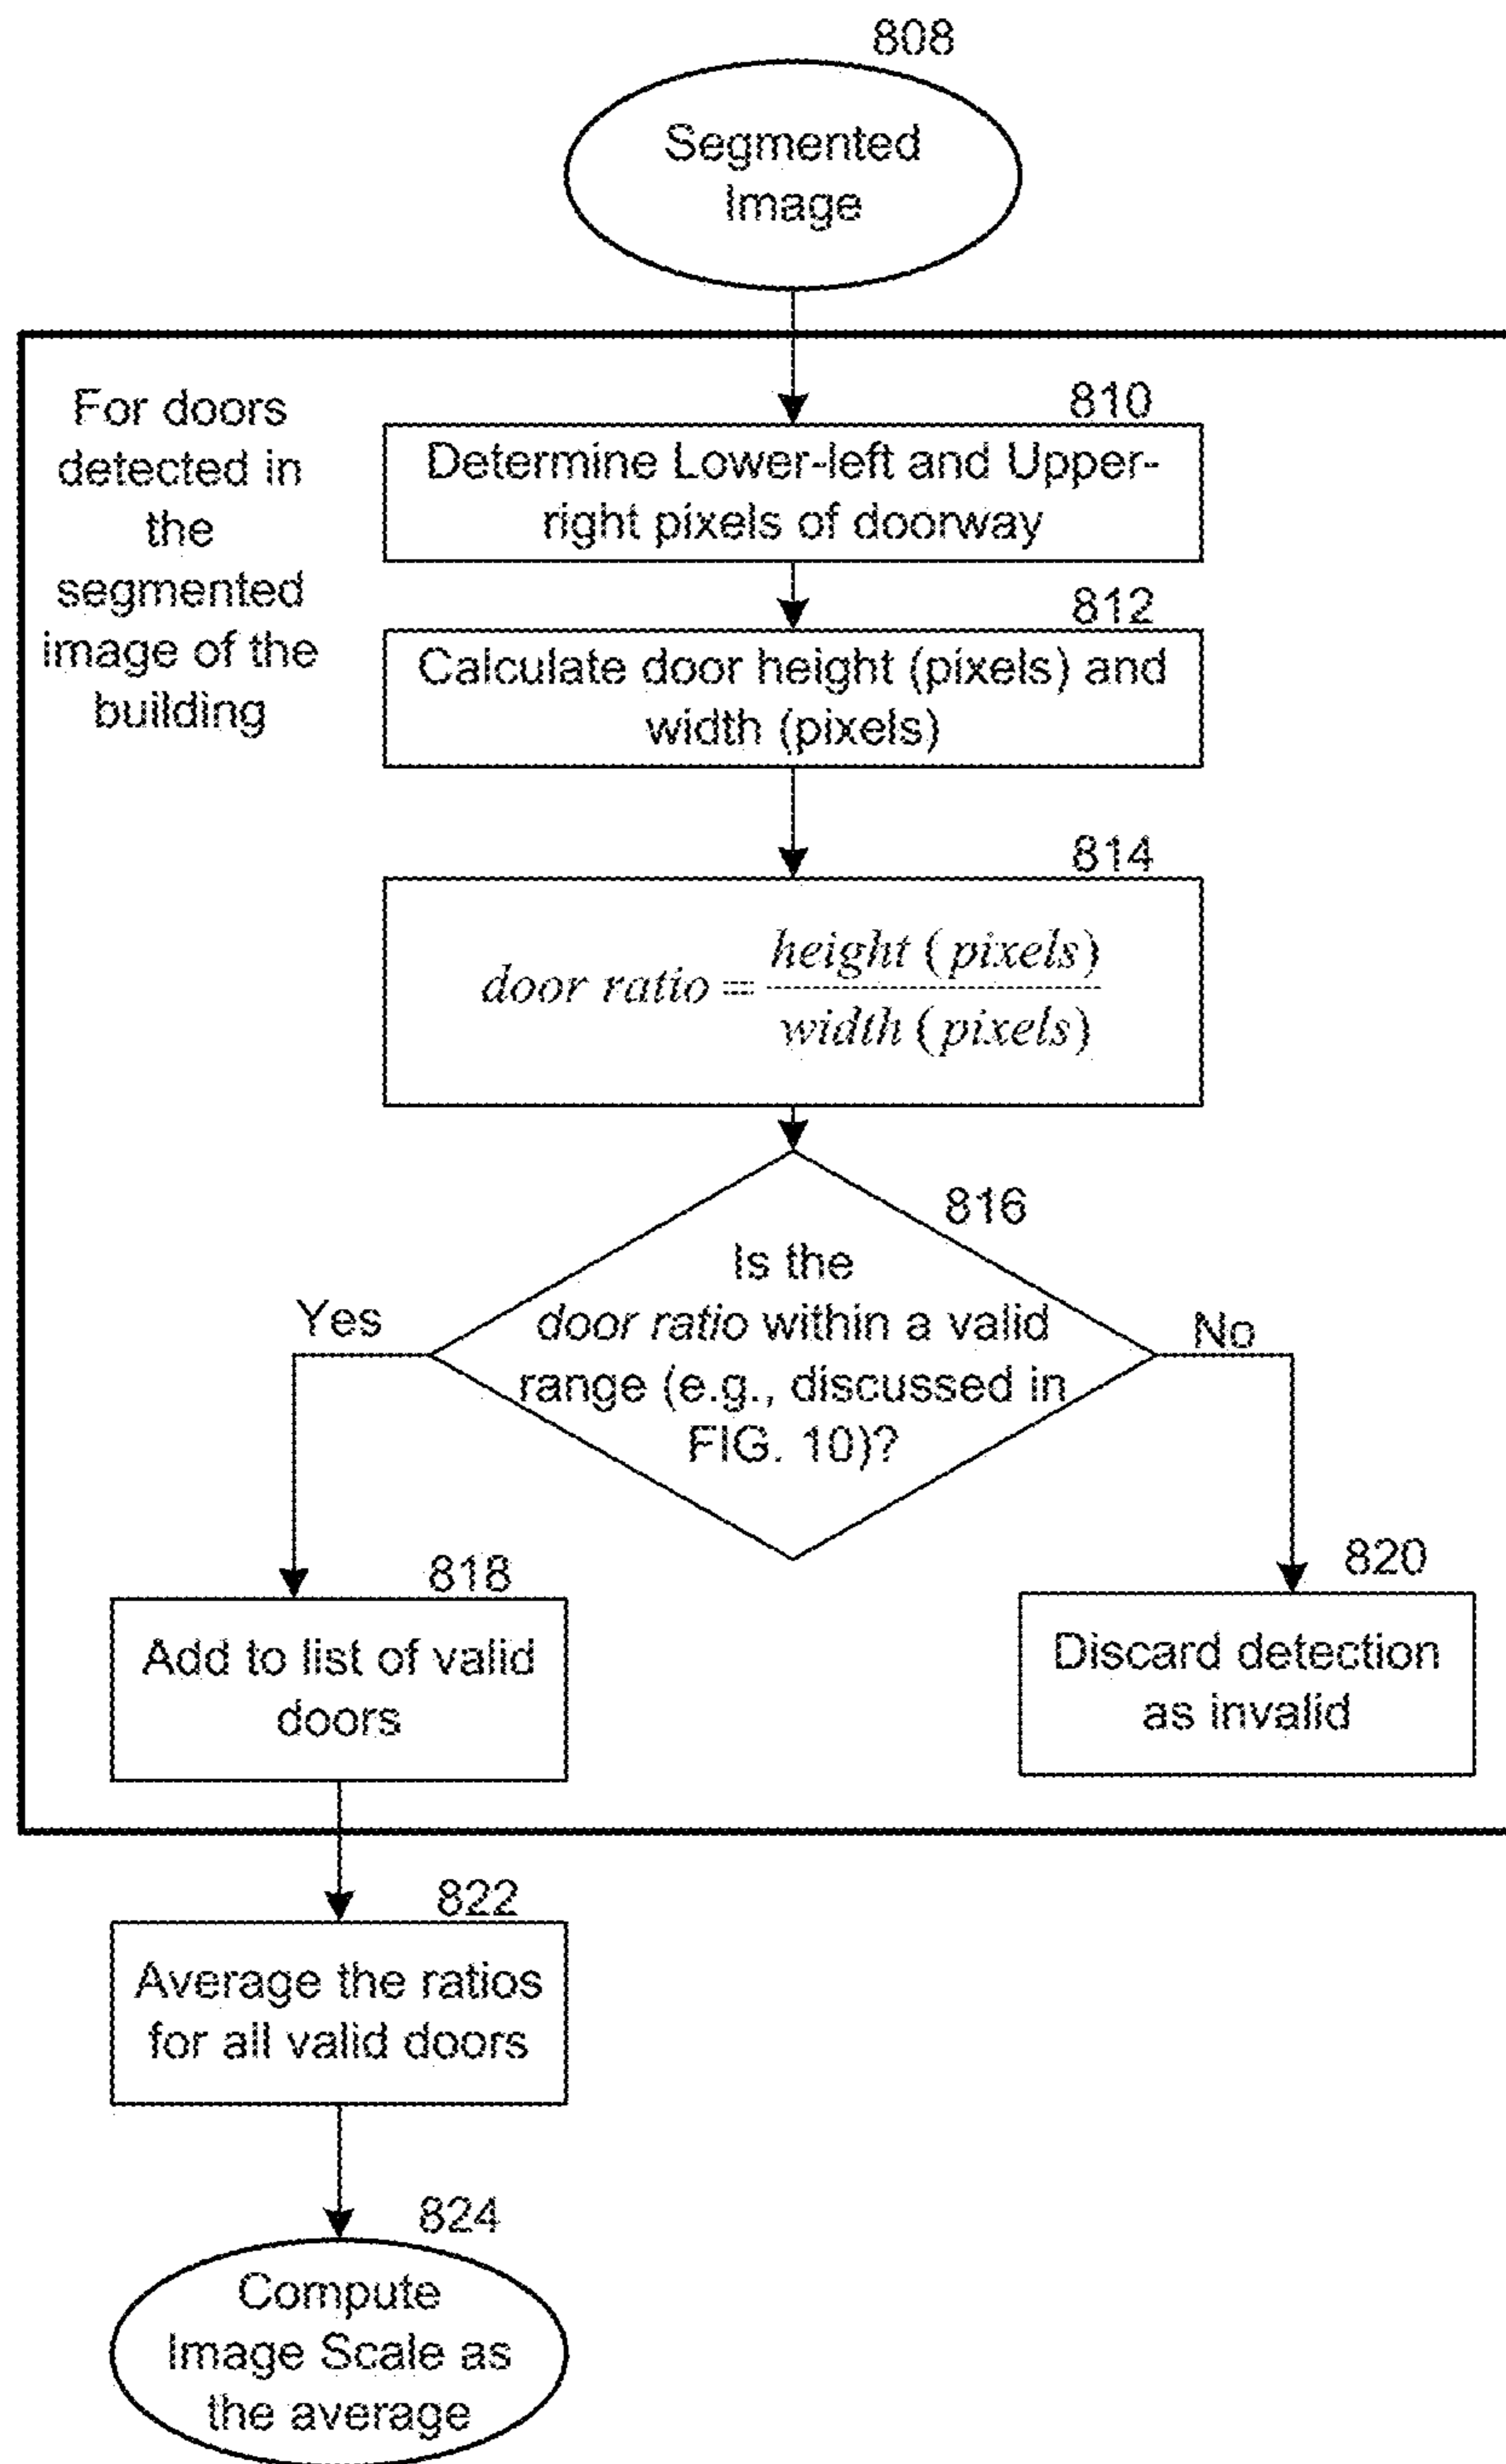 808
Segmented
Image
For doors
detected in
the
segmented
image of the
building
810
Determine Lower-left and Upper-
right pixels of doorway
812
Calculate door height (pixels) and
width (pixels)
814
door ratio = height (pixels)
width (pixels)
816
Is the
door ratio within a valid
range (e.g., discussed in
FIG. 10)?
Yes
No
818
Add to list of valid
doors
820
Discard detection
as invalid
822
Average the ratios
for all valid doors
824
Compute
Image Scale as
the average